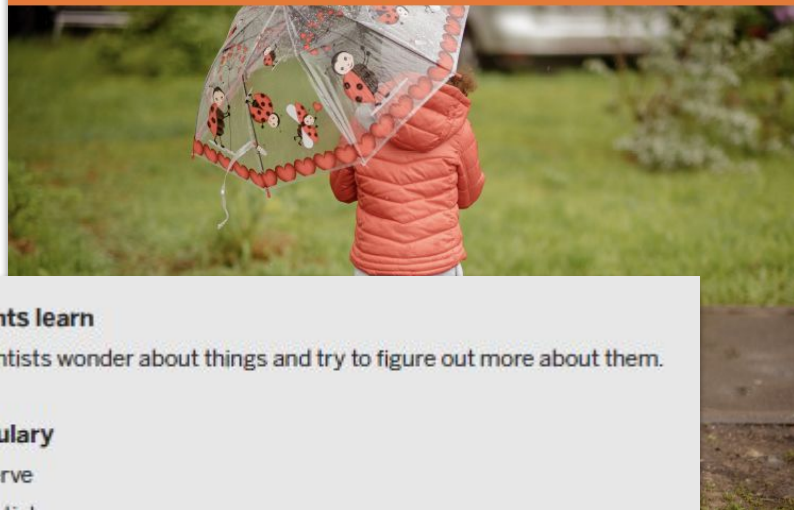 nts learn
ntists wonder about things and try to figure out more about them.
ulary
rve